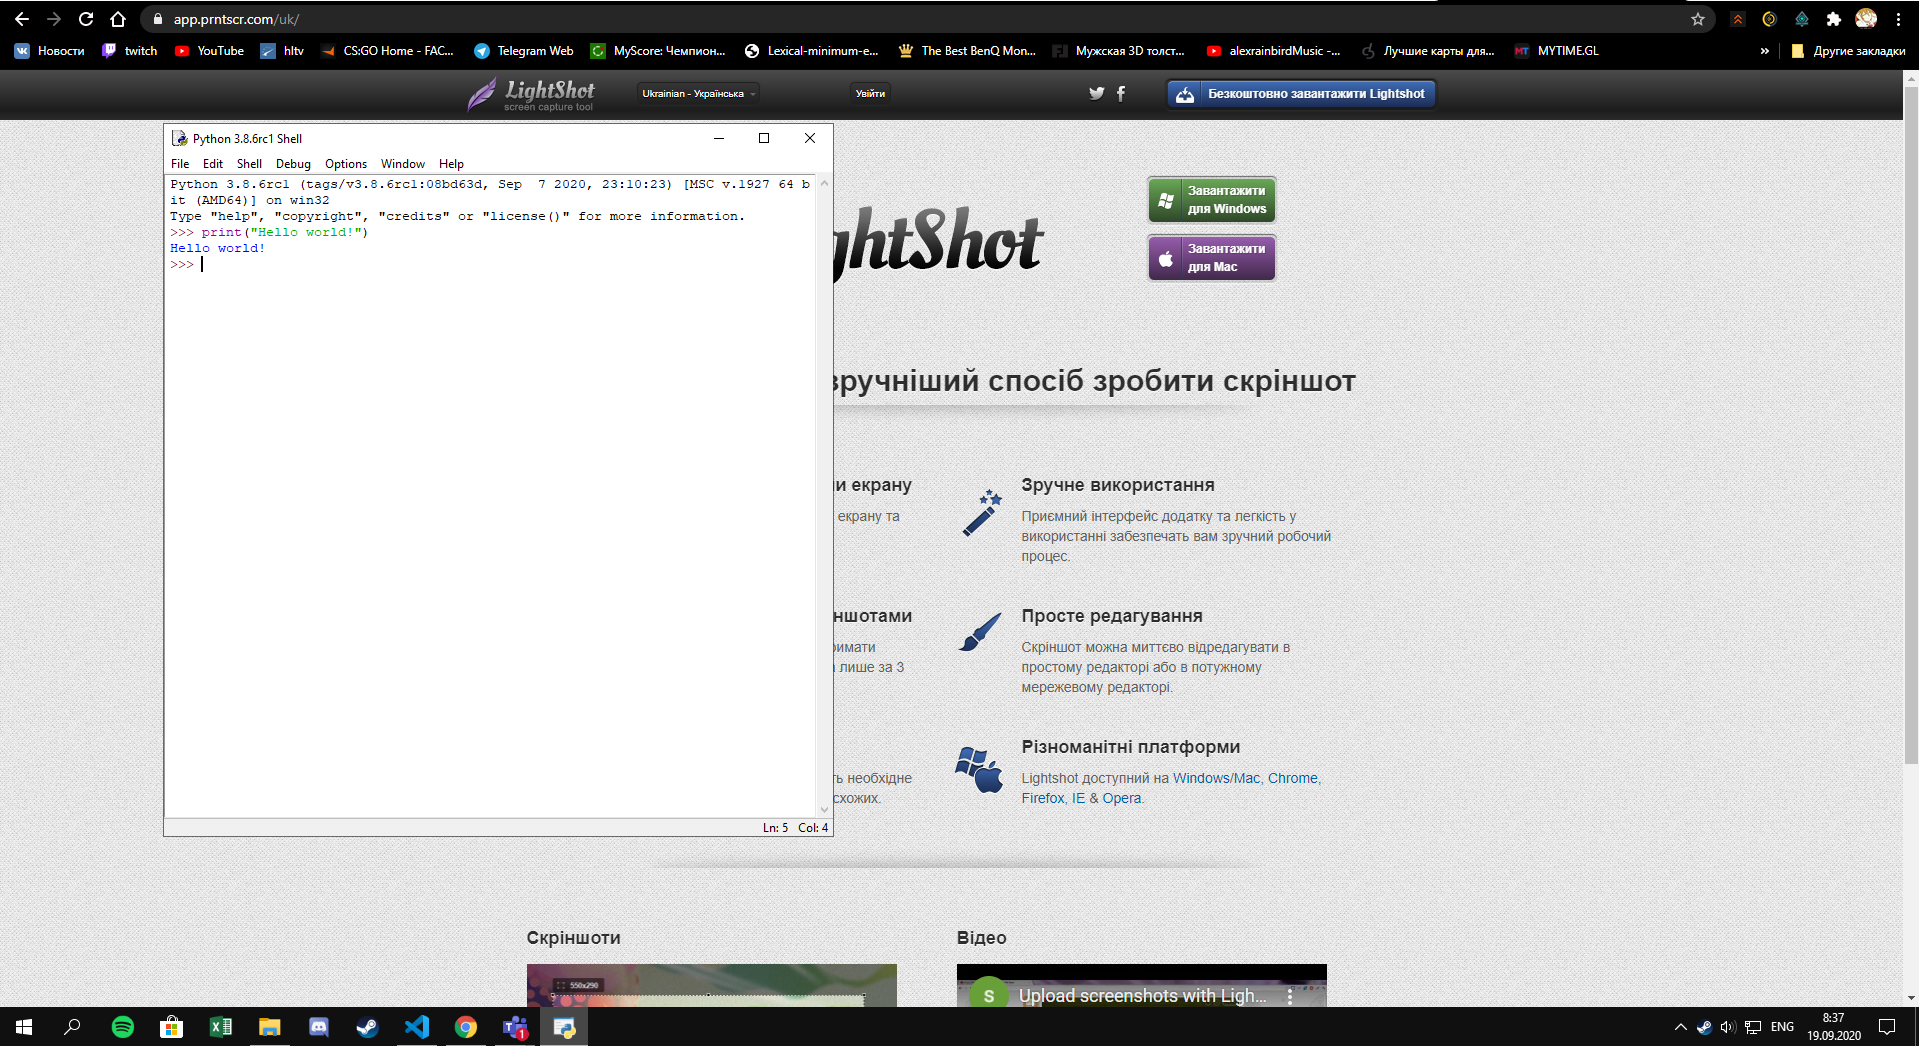 app.prntscr.com/uk/
Новости
twitch
YouTube
hltv
CS:GO Home - FAC...
Telegram Web
MyScore: Чемпион...
Lexical-minimum-e...
The Best BenQ Mon...
Мужская 3D толст...
alexrainbirdMusic -...
Лучшие карты для...
MYTIME.GL
»
Другие закладки
LightShot
screen capture tool
Ukrainian - Українська
Увійти
Безкоштовно завантажити Lightshot
Python 3.8.6rc1 Shell
File Edit Shell Debug Options Window Help
Python 3.8.6rc1 (tags/v3.8.6rc1:08bd63d, Sep  7 2020, 23:10:23) [MSC v.1927 64 b
it (AMD64)] on win32
Type "help", "copyright", "credits" or "license()" for more information.
>>> print("Hello world!")
Hello world!
>>>
Ln: 5 Col: 4
ghtShot
Завантажити
для Windows
Завантажити
для Mac
зручніший спосіб зробити скріншот
и екрану
екрану та
Зручне використання
Приємний інтерфейс додатку та легкість у
використанні забезпечать вам зручний робочий
процес.
ншотами
римати
лише за 3
Просте редагування
Скріншот можна миттєво відредагувати в
простому редакторі або в потужному
мережевому редакторі.
ть необхідне
схожих.
Різноманітні платформи
Lightshot доступний на Windows/Mac, Chrome,
Firefox, IE & Opera.
Скріншоти
550x290
Відео
S
Upload screenshots with Ligh...
1
ENG
8:37
19.09.2020